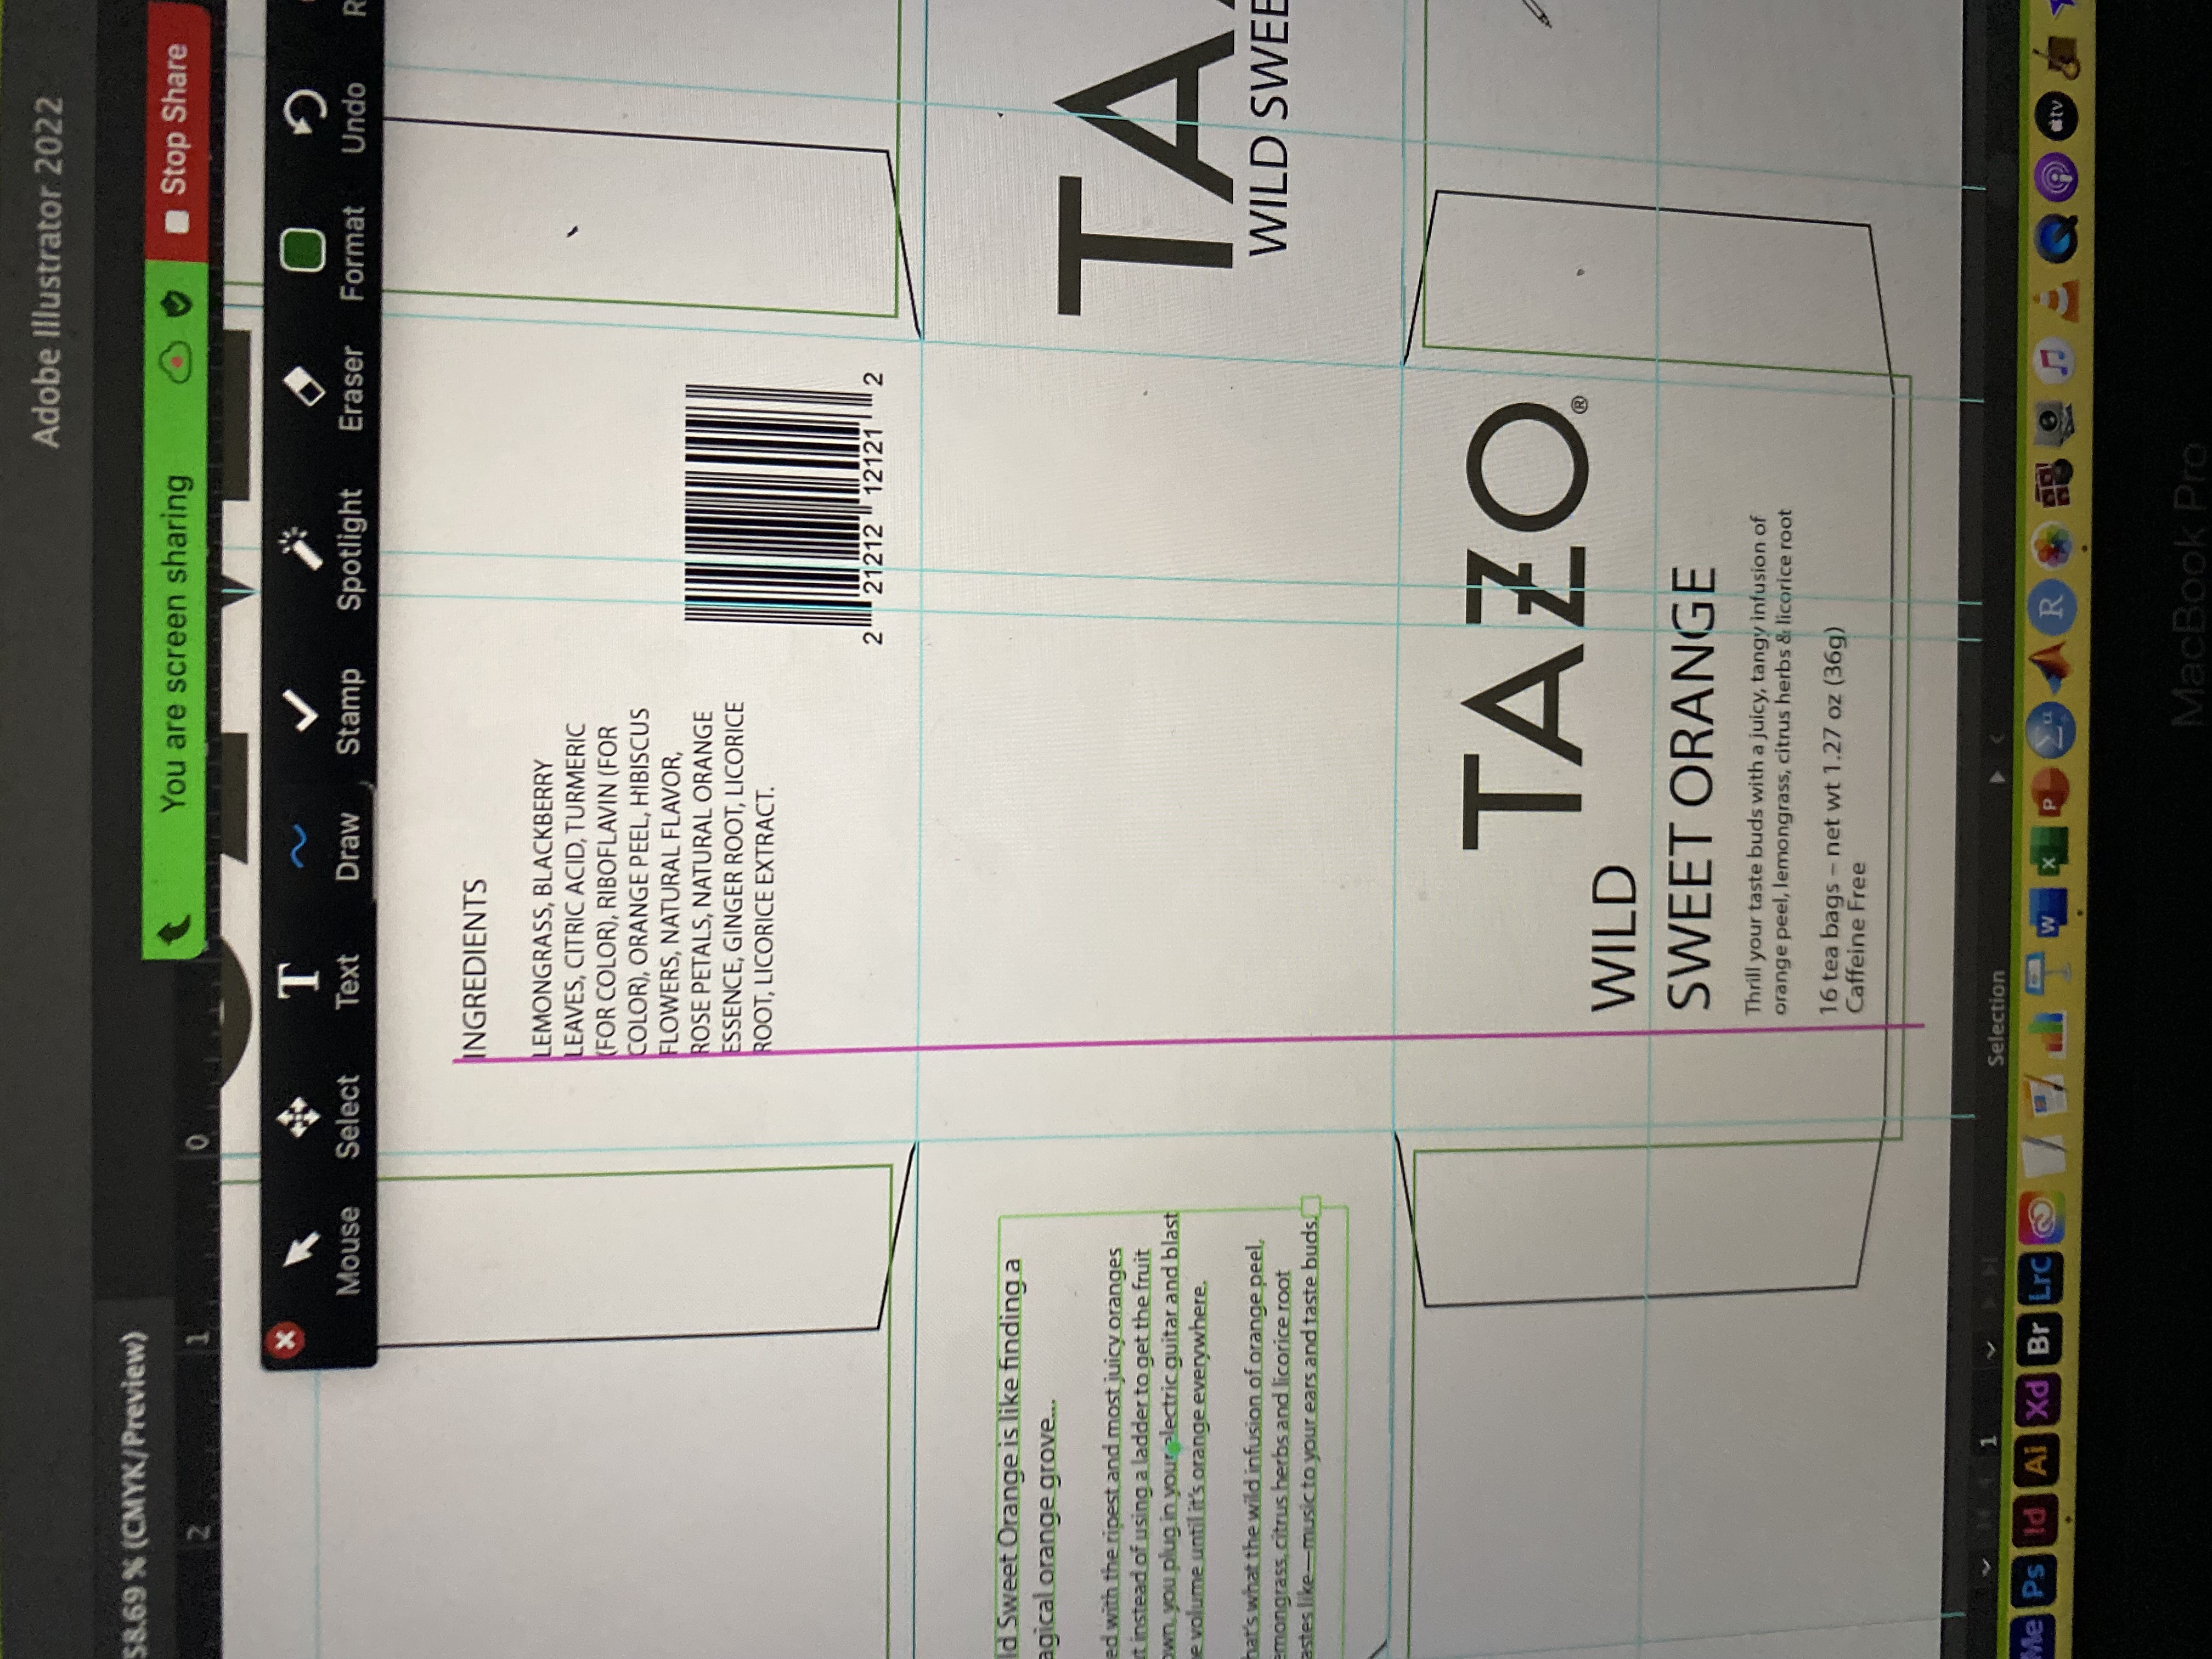 Adobe Illustrator 2022
58.69 % (CMYK/Preview)
You are screen sharing
Stop Share
2 1 0
Mouse Select Text Draw Stamp Spotlight Eraser Format Undo
INGREDIENTS
LEMONGRASS, BLACKBERRY
LEAVES, CITRIC ACID, TURMERIC
(FOR COLOR), RIBOFLAVIN (FOR
COLOR), ORANGE PEEL, HIBISCUS
FLOWERS, NATURAL FLAVOR,
ROSE PETALS, NATURAL ORANGE
ESSENCE, GINGER ROOT, LICORICE
ROOT, LICORICE EXTRACT.
2 21212 12121 2
ld Sweet Orange is like finding a
agical orange grove...
ed with the ripest and most juicy oranges
t instead of using a ladder to get the fruit
own, you plug in your electric guitar and blast
e volume until it's orange everywhere.
hat's what the wild infusion of orange peel,
emongrass, citrus herbs and licorice root
astes like—music to your ears and taste buds.
TA
WILD SWEE
TAZO®
WILD
SWEET ORANGE
Thrill your taste buds with a juicy, tangy infusion of
orange peel, lemongrass, citrus herbs & licorice root
16 tea bags – net wt 1.27 oz (36g)
Caffeine Free
1
Selection
Me Ps Id Ai Xd Br Lrc W X P Σα R tv
MacBook Pro